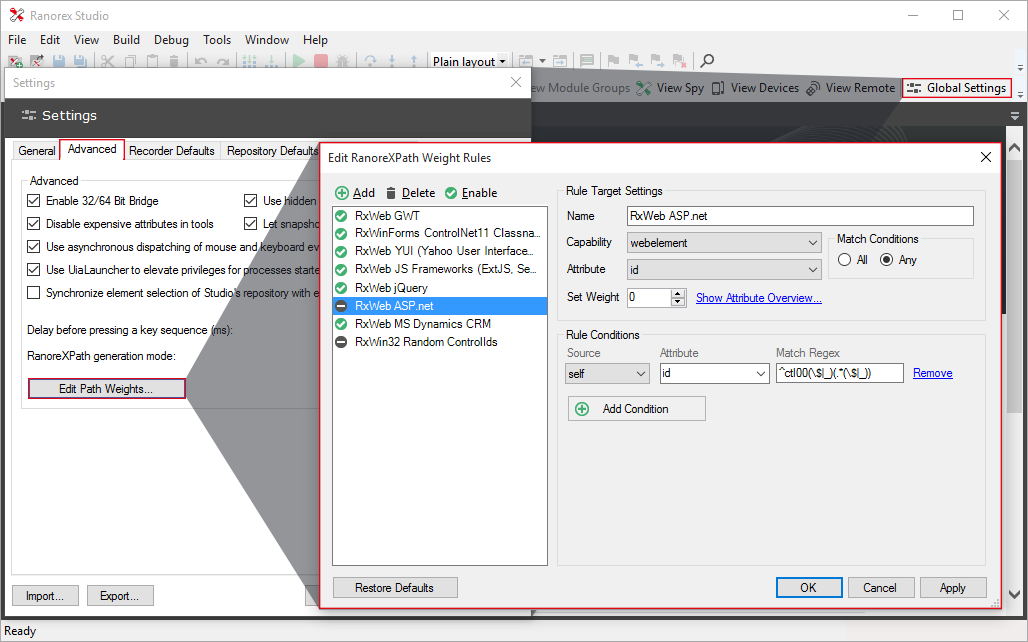 Ranorex Studio
File Edit View Build Debug Tools Window Help
Plain layout
View Module Groups View Spy View Devices View Remote Global Settings
Settings
Settings
General Advanced Recorder Defaults Repository Defaults
Advanced
Enable 32/64 Bit Bridge
Use hidden
Disable expensive attributes in tools
Let snapsho
Use asynchronous dispatching of mouse and keyboard ev
Use UiaLauncher to elevate privileges for processes starte
Synchronize element selection of Studio's repository with e
Delay before pressing a key sequence (ms):
RanoreXPath generation mode:
Edit Path Weights...
Import... Export...
Ready
Edit RanoreXPath Weight Rules
Add Delete Enable
RxWeb GWT
RxWinForms ControlNet11 Classna...
RxWeb YUI (Yahoo User Interface...
RxWeb JS Frameworks (ExtJS, Se...
RxWeb jQuery
RxWeb ASP.net
RxWeb MS Dynamics CRM
RxWin32 Random ControlIds
Restore Defaults
Rule Target Settings
Name RxWeb ASP.net
Capability webelement
Attribute id
Match Conditions
All Any
Set Weight 0 Show Attribute Overview...
Rule Conditions
Source Attribute Match Regex
self id ^ctl00(\$|_)(.*(\$|_)) Remove
Add Condition
OK Cancel Apply